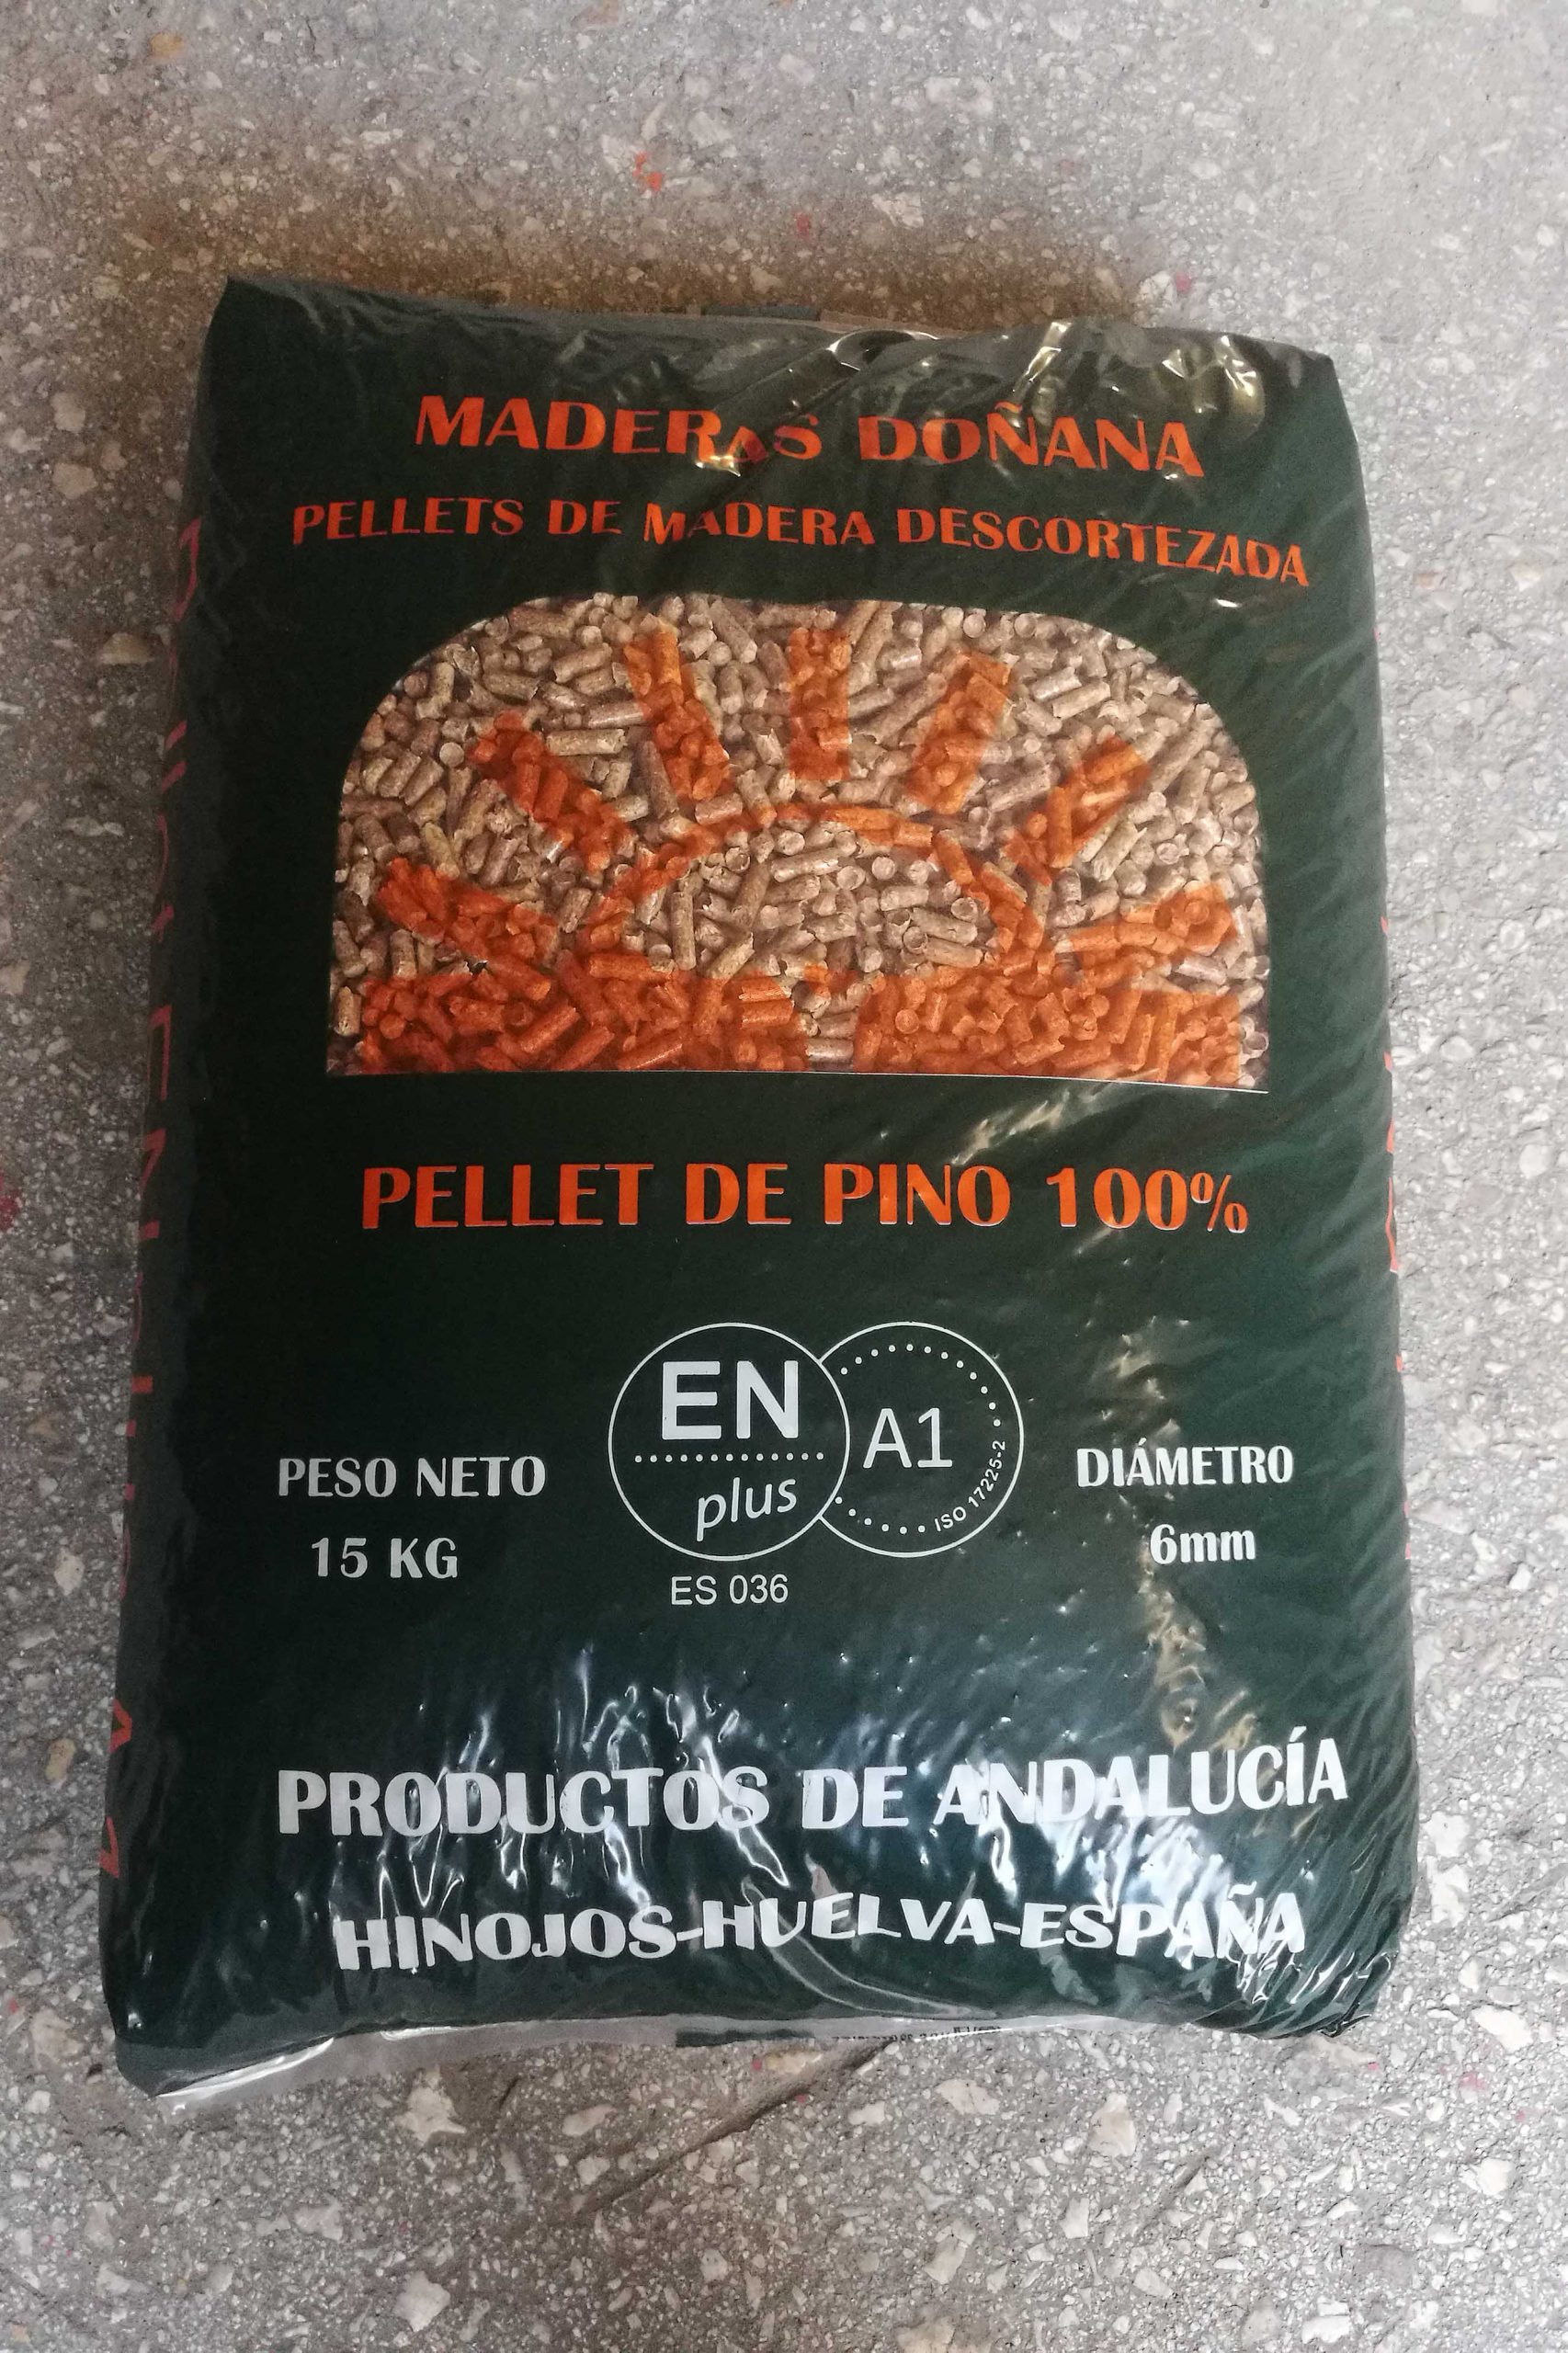 MADERAS DOÑANA
PELLETS DE MADERA DESCORTEZADA
PELLET DE PINO 100%
EN
plus
A1
ISO 17225-2
ES 036
PESO NETO
15 KG
DIÁMETRO
6mm
PRODUCTOS DE ANDALUCÍA
HINOJOS-HUELVA-ESPAÑA